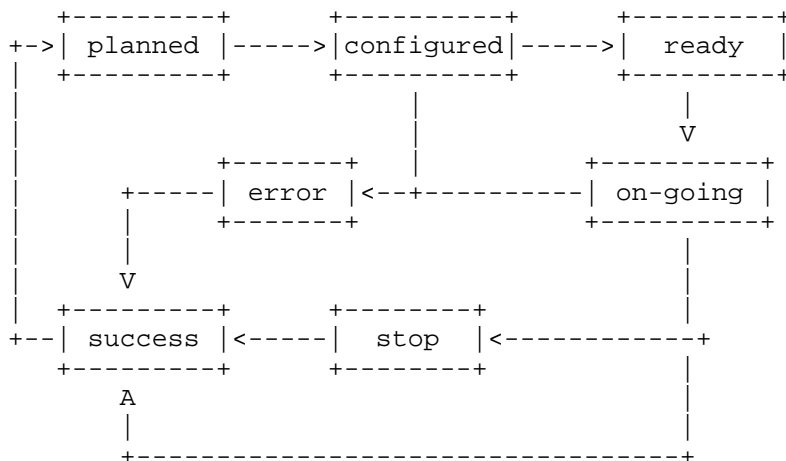 planned configured ready
V
error on-going
V
success stop
A